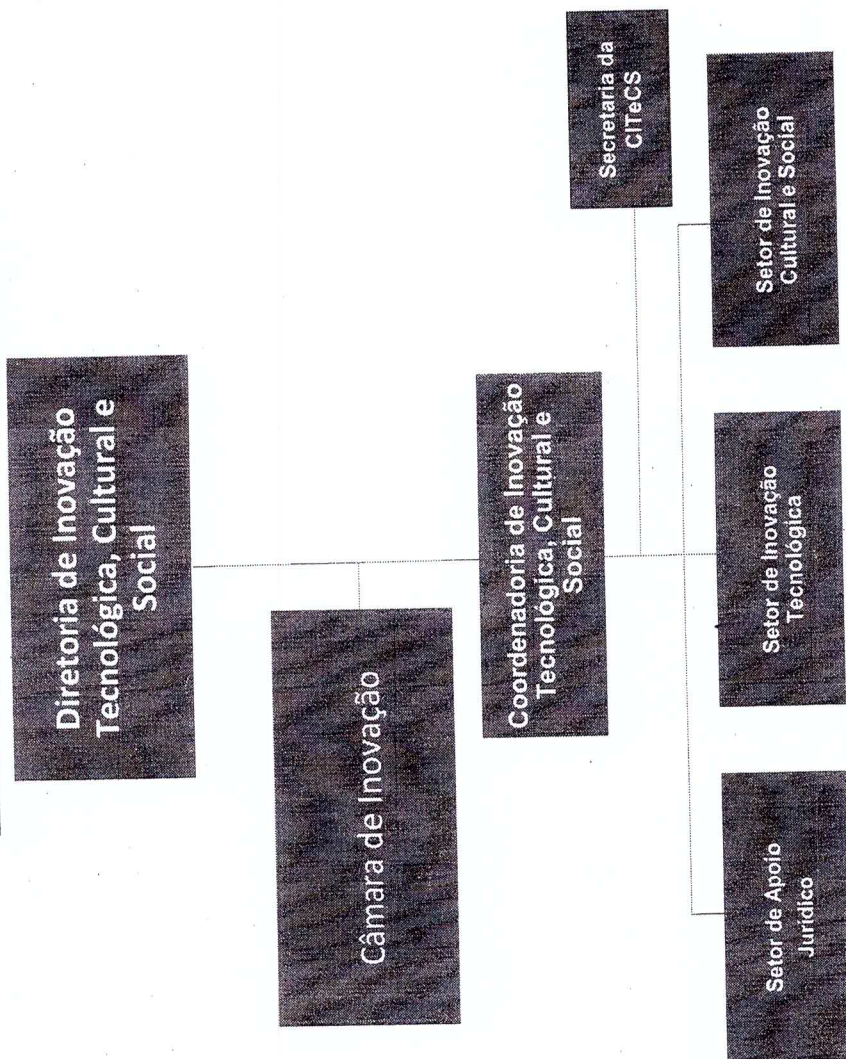 Diretoria de Inovação
Tecnológica, Cultural e
Social
Câmara de Inovação
Coordenadoria de Inovação
Tecnológica, Cultural e
Social
Secretaria da
CITeCS
Setor de Apoio
Jurídico
Setor de Inovação
Tecnológica
Setor de Inovação
Cultural e Social